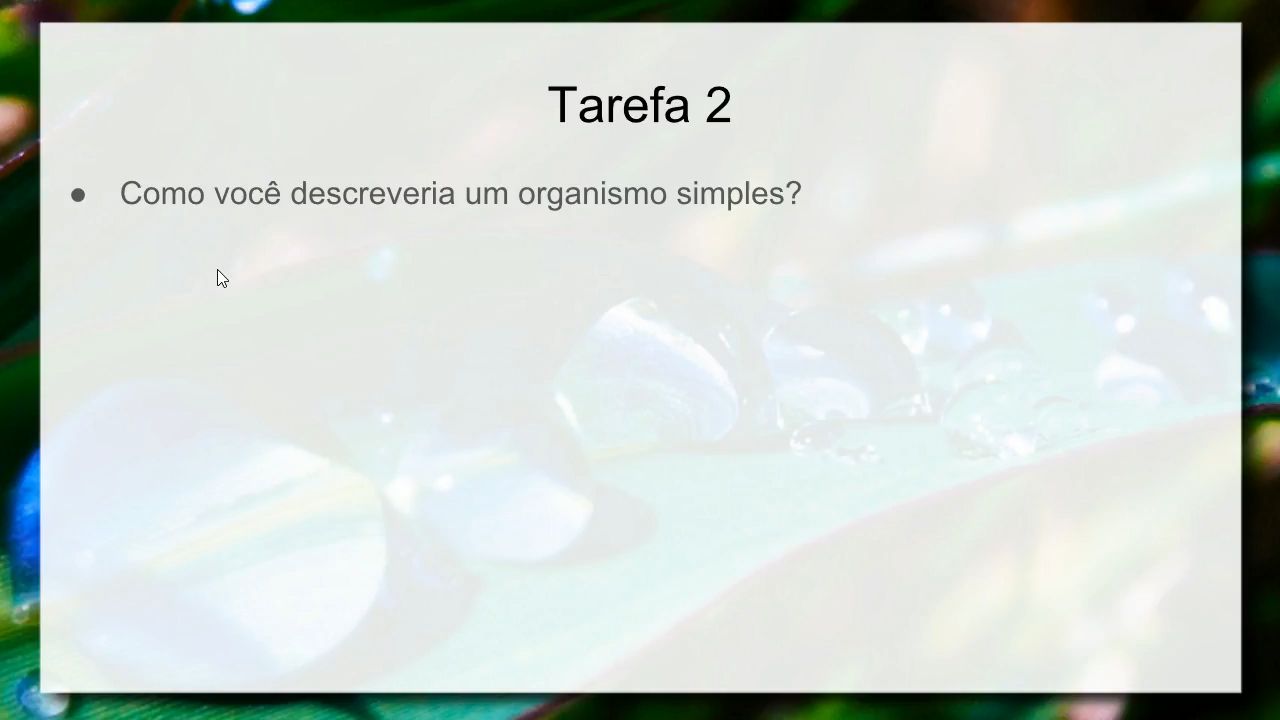 Tarefa 2
● Como você descreveria um organismo simples?